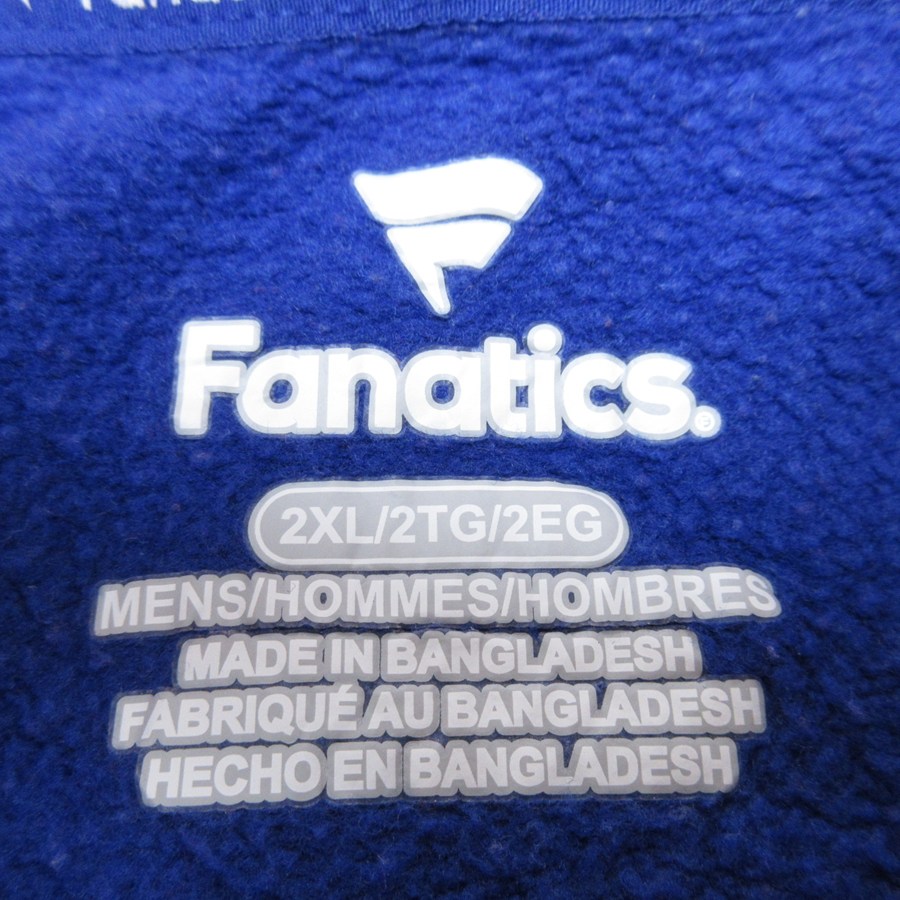 Fanatics.
2XL/2TG/2EG
MENS/HOMMES/HOMBRES
MADE IN BANGLADESH
FABRIQUÉ AU BANGLADESH
HECHO EN BANGLADESH